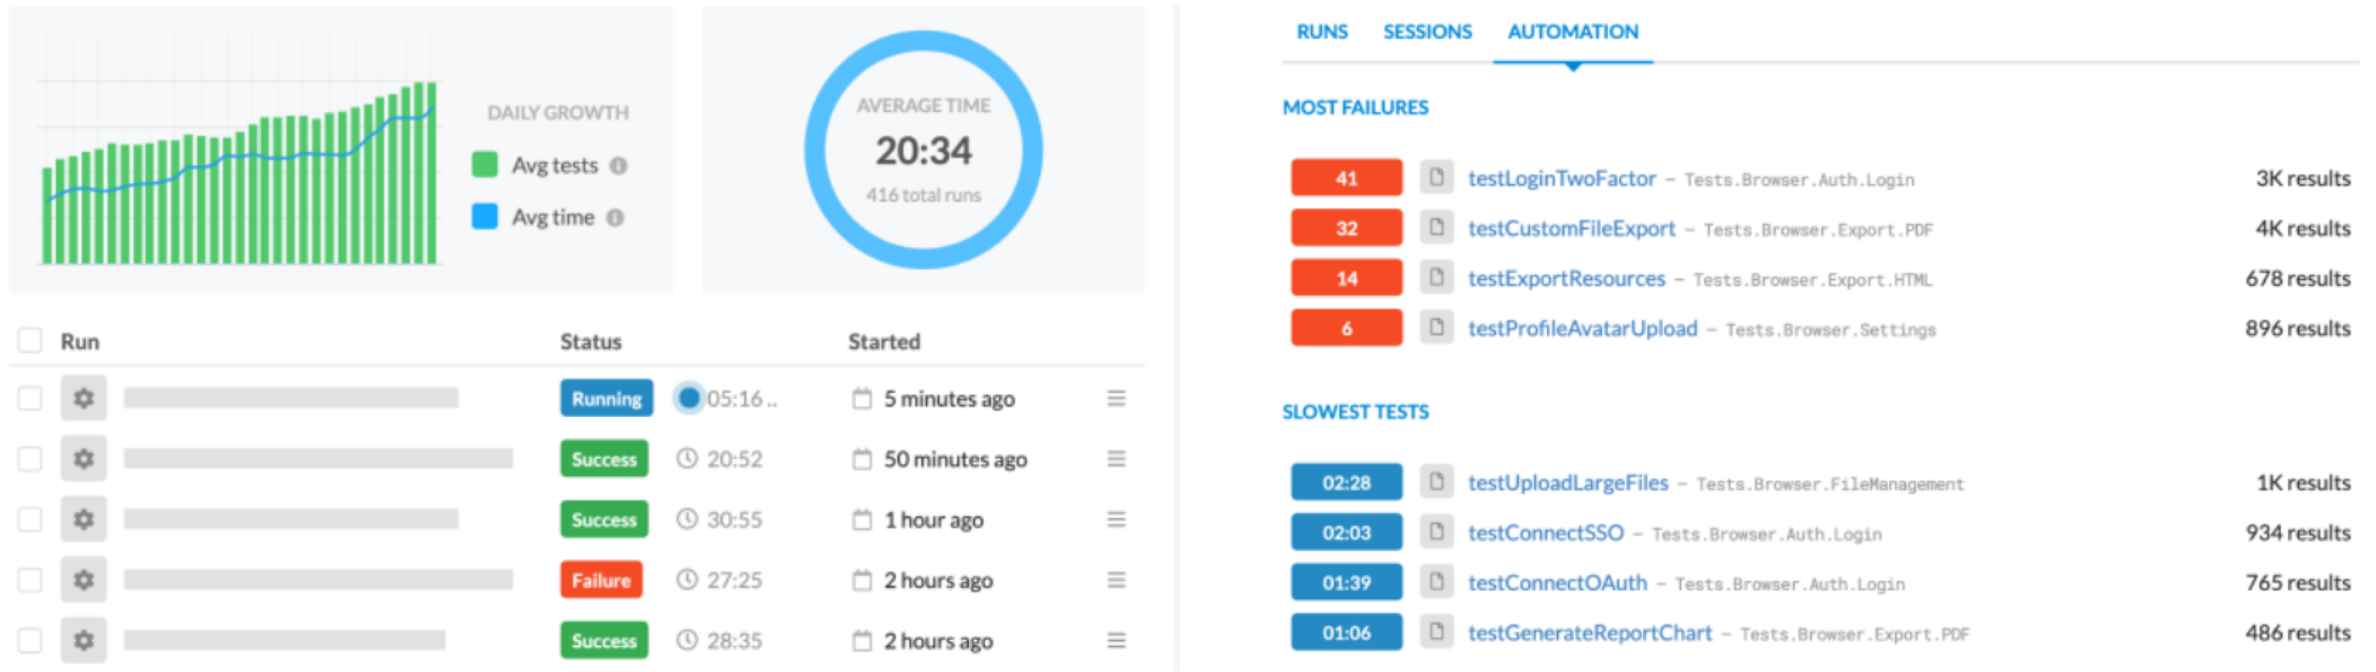 DAILY GROWTH
Avg tests
Avg time
AVERAGE TIME
20:34
416 total runs
Run Status Started
Running 05:16 .. 5 minutes ago
Success 20:52 50 minutes ago
Success 30:55 1 hour ago
Failure 27:25 2 hours ago
Success 28:35 2 hours ago
RUNS SESSIONS AUTOMATION
MOST FAILURES
41 testLoginTwoFactor – Tests.Browser.Auth.Login 3K results
32 testCustomFileExport – Tests.Browser.Export.PDF 4K results
14 testExportResources – Tests.Browser.Export.HTML 678 results
6 testProfileAvatarUpload – Tests.Browser.Settings 896 results
SLOWEST TESTS
02:28 testUploadLargeFiles – Tests.Browser.FileManagement 1K results
02:03 testConnectSSO – Tests.Browser.Auth.Login 934 results
01:39 testConnectOAuth – Tests.Browser.Auth.Login 765 results
01:06 testGenerateReportChart – Tests.Browser.Export.PDF 486 results